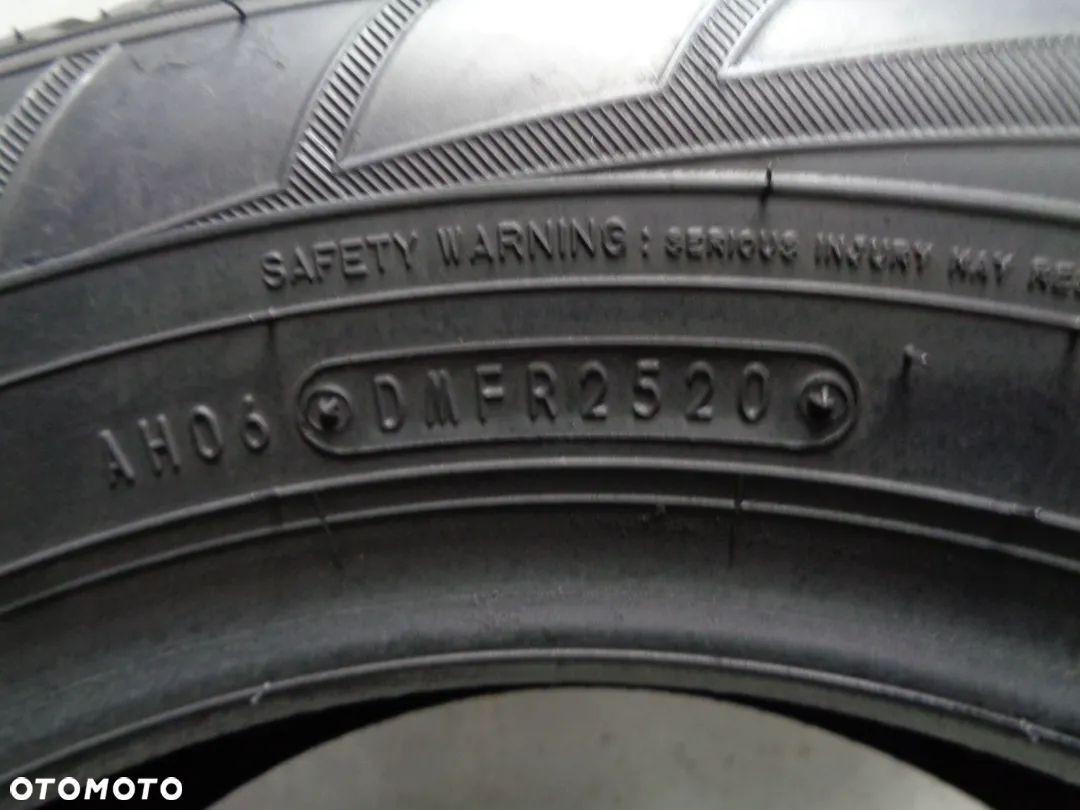 SAFETY WARNING: SERIOUS INJURY MAY
AH06 DMFR2520
OTOMOTO